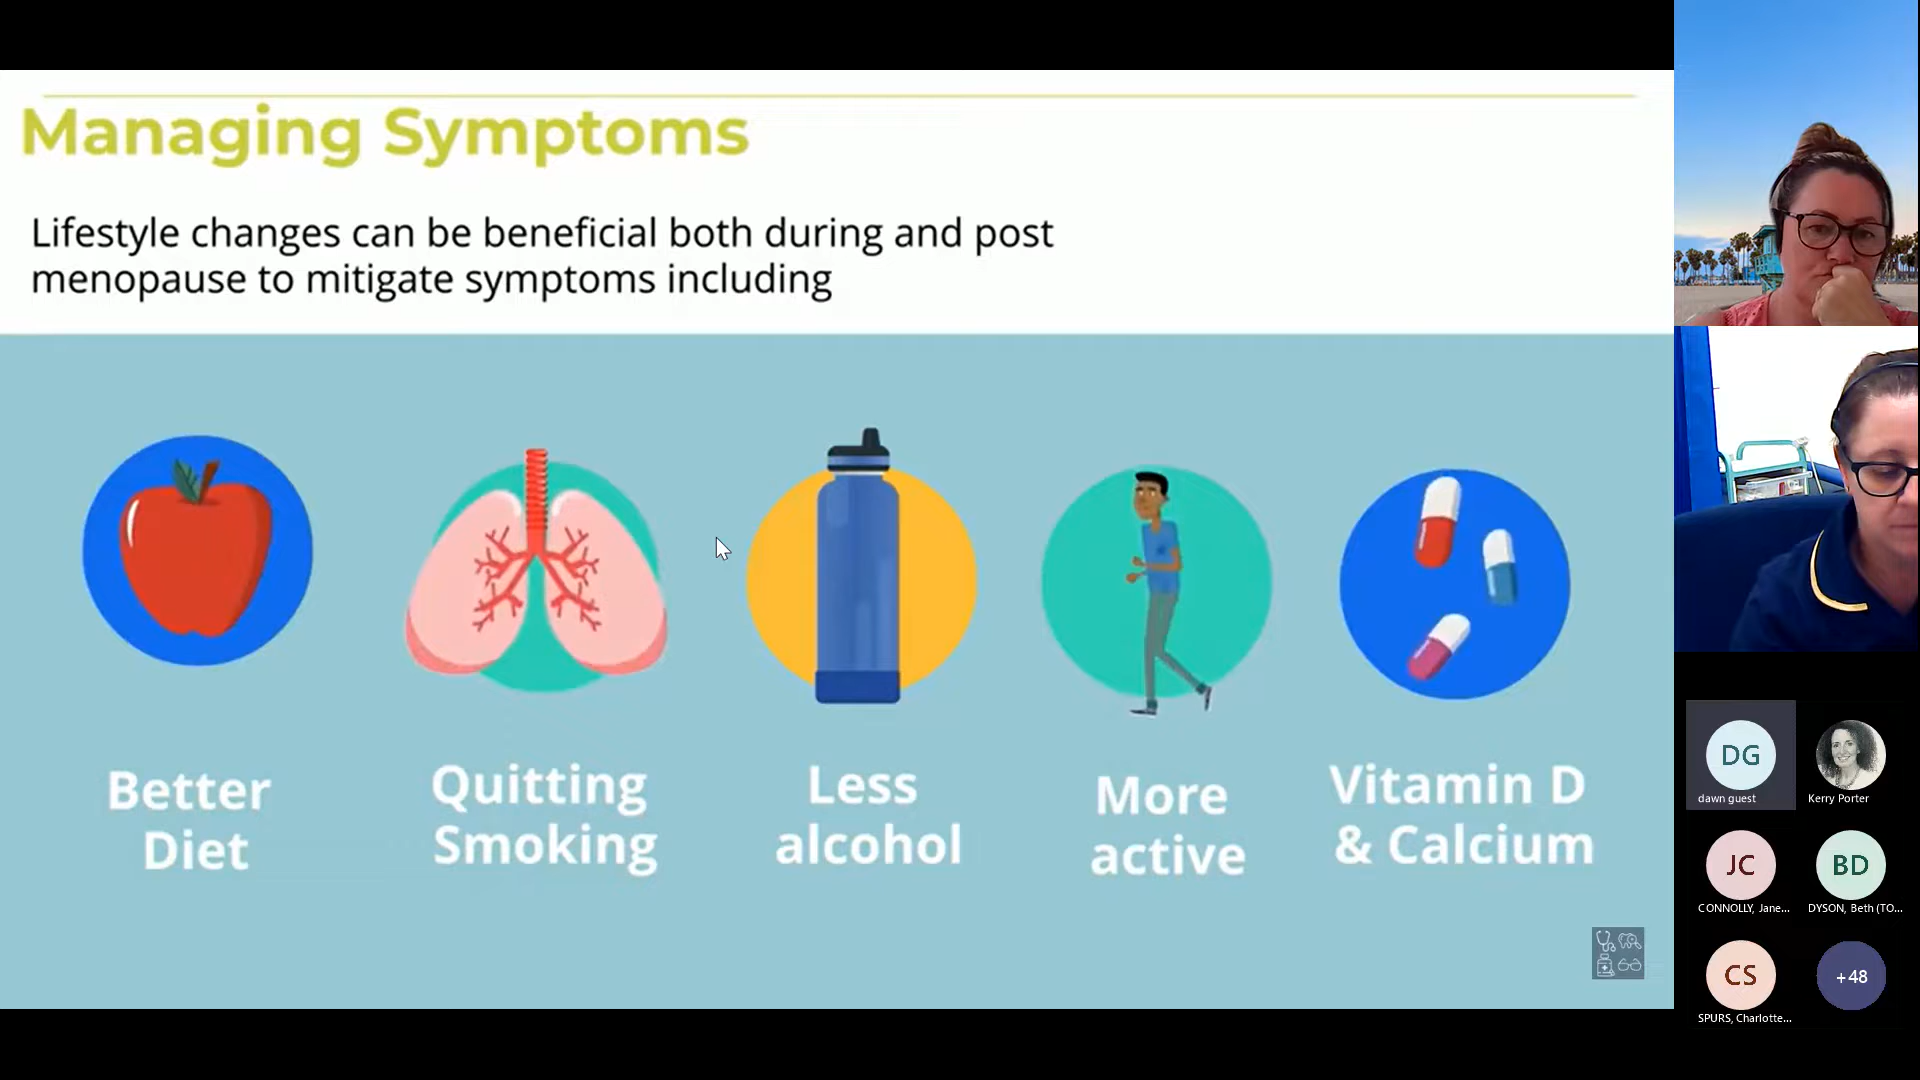 Managing Symptoms
Lifestyle changes can be beneficial both during and post
menopause to mitigate symptoms including
Better
Diet
Quitting
Smoking
Less
alcohol
More
active
Vitamin D
& Calcium
DG
dawn guest
Kerry Porter
JC
CONNOLLY, Jane...
BD
DYSON, Beth (TO...
CS
SPURS, Charlotte...
+48